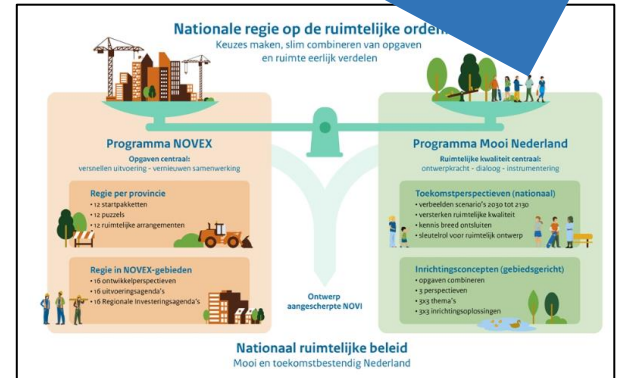 Nationale regie op de ruimtelijke
Keuzes maken, slim combineren van opgaven
en ruimte eerlijk verdelen
Programma NOVEX
Opgaven centraal:
versnellen uitvoering - vernieuwen samenwerking
Regie per provincie
• 12 startpakketten
• 12 puzzels
• 12 ruimtelijke arrangementen
Regie in NOVEX-gebieden
• 16 ontwikkelperspectieven
• 16 uitvoeringsagenda's
• 16 Regionale Investeringsagenda's
Ontwerp
aangescherpte NOVI
Programma Mooi Nederland
Ruimtelijke kwaliteit centraal:
ontwerpkracht - dialoog - instrumentering
Toekomstperspectieven (nationaal)
• verbeelden scenario's 2030 tot 2130
• versterken ruimtelijke kwaliteit
• kennis breed ontsluiten
• sleutelrol voor ruimtelijk ontwerp
Inrichtingsconcepten (gebiedsgericht)
• opgaven combineren
• 3 perspectieven
• 3x3 thema's
• 3x3 inrichtingsoplossingen
Nationaal ruimtelijke beleid
Mooi en toekomstbestendig Nederland